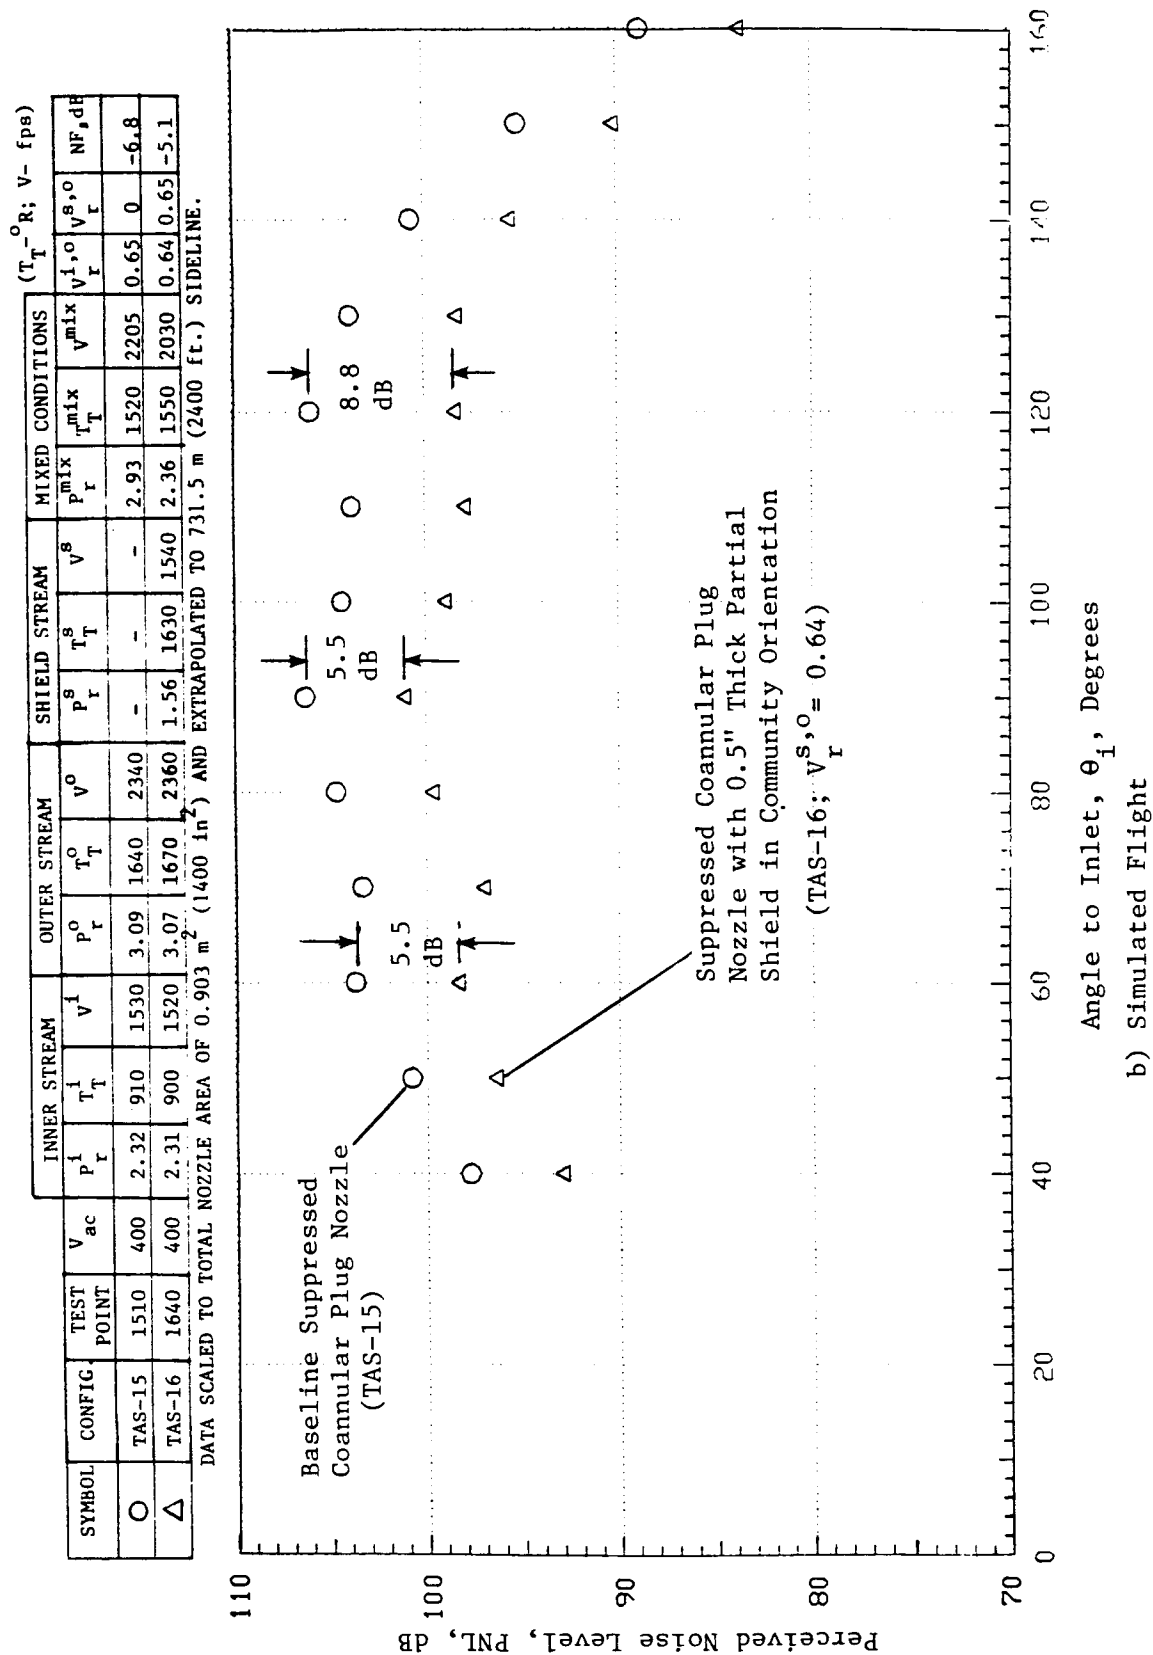 (T_T-°R; V- fps)
INNER STREAM OUTER STREAM SHIELD STREAM MIXED CONDITIONS
SYMBOL CONFIG. TEST POINT V_ac P_r^i T_T^i V^i P_r^o T_T^o V^o P_r^s T_T^s V^s P_r^mix T_T^mix V^mix V_r^i,o V_r^s,o NF,dB
○ TAS-15 1510 400 2.32 910 1530 3.09 1640 2340 - - - 2.93 1520 2205 0.65 0 -6.8
△ TAS-16 1640 400 2.31 900 1520 3.07 1670 2360 1.56 1630 1540 2.36 1550 2030 0.64 0.65 -5.1
DATA SCALED TO TOTAL NOZZLE AREA OF 0.903 m² (1400 in²) AND EXTRAPOLATED TO 731.5 m (2400 ft.) SIDELINE.
Perceived Noise Level, PNL, dB
110
100
90
80
70
Baseline Suppressed
Coannular Plug Nozzle
(TAS-15)
5.5
dB
5.5
dB
8.8
dB
Suppressed Coannular Plug
Nozzle with 0.5" Thick Partial
Shield in Community Orientation
(TAS-16; V_r^s,o = 0.64)
0 20 40 60 80 100 120 140 160
Angle to Inlet, θ_i, Degrees
b) Simulated Flight